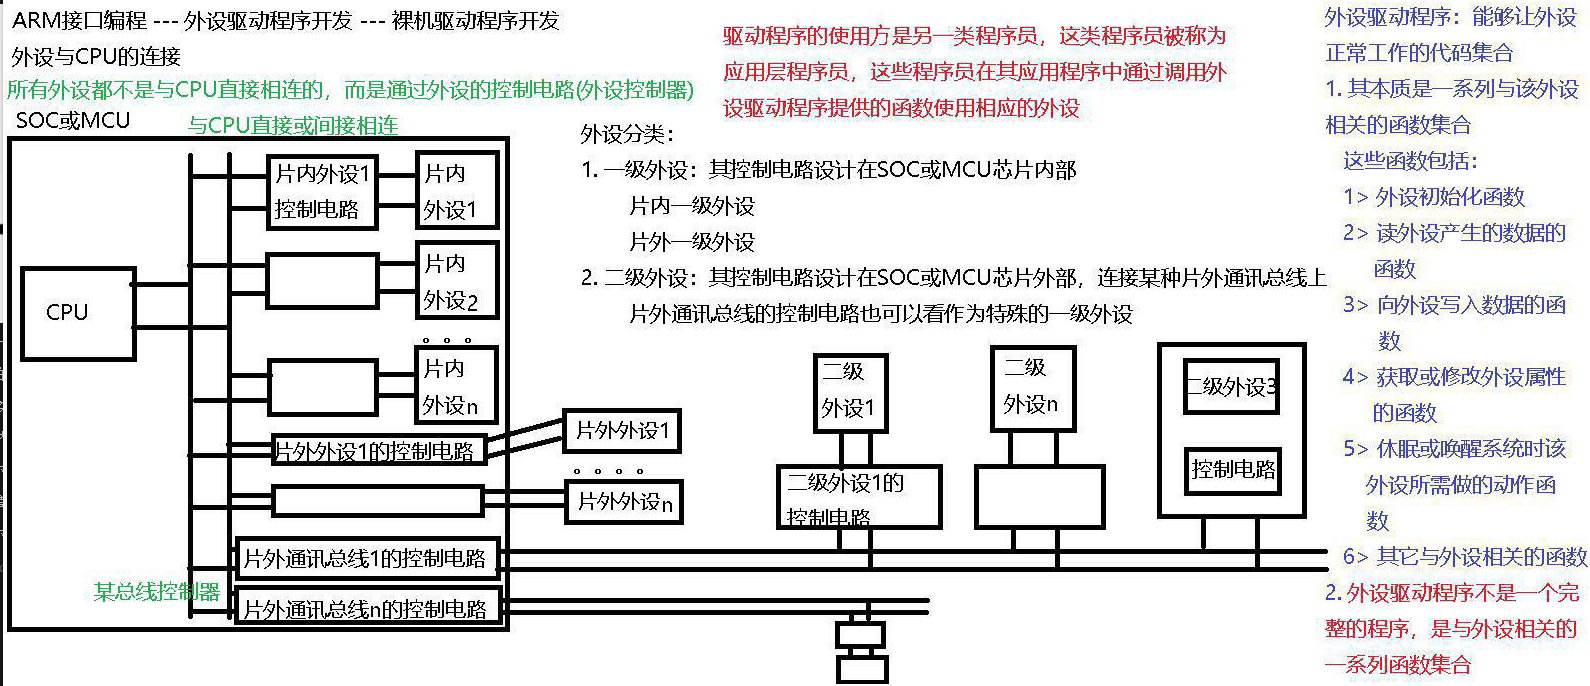 ARM接口编程 --- 外设驱动程序开发 --- 裸机驱动程序开发
外设与CPU的连接
所有外设都不是与CPU直接相连的，而是通过外设的控制电路(外设控制器)
与CPU直接或间接相连
SOC或MCU
CPU
片内外设1
控制电路
片内
外设1
片内
外设2
。。。
片内
外设n
片外外设1的控制电路
片外外设1
。。。。
片外外设n
片外通讯总线1的控制电路
某总线控制器
片外通讯总线n的控制电路
驱动程序的使用方是另一类程序员，这类程序员被称为
应用层程序员，这些程序员在其应用程序中通过调用外
设驱动程序提供的函数使用相应的外设
外设分类：
1. 一级外设：其控制电路设计在SOC或MCU芯片内部
片内一级外设
片外一级外设
2. 二级外设：其控制电路设计在SOC或MCU芯片外部，连接某种片外通讯总线上
片外通讯总线的控制电路也可以看作为特殊的一级外设
二级
外设1
二级外设1的
控制电路
二级
外设n
二级外设3
控制电路
外设驱动程序：能够让外设
正常工作的代码集合
1. 其本质是一系列与该外设
相关的函数集合
这些函数包括：
1> 外设初始化函数
2> 读外设产生的数据的
函数
3> 向外设写入数据的函
数
4> 获取或修改外设属性
的函数
5> 休眠或唤醒系统时该
外设所需做的动作函
数
6> 其它与外设相关的函数
2. 外设驱动程序不是一个完
整的程序，是与外设相关的
一系列函数集合